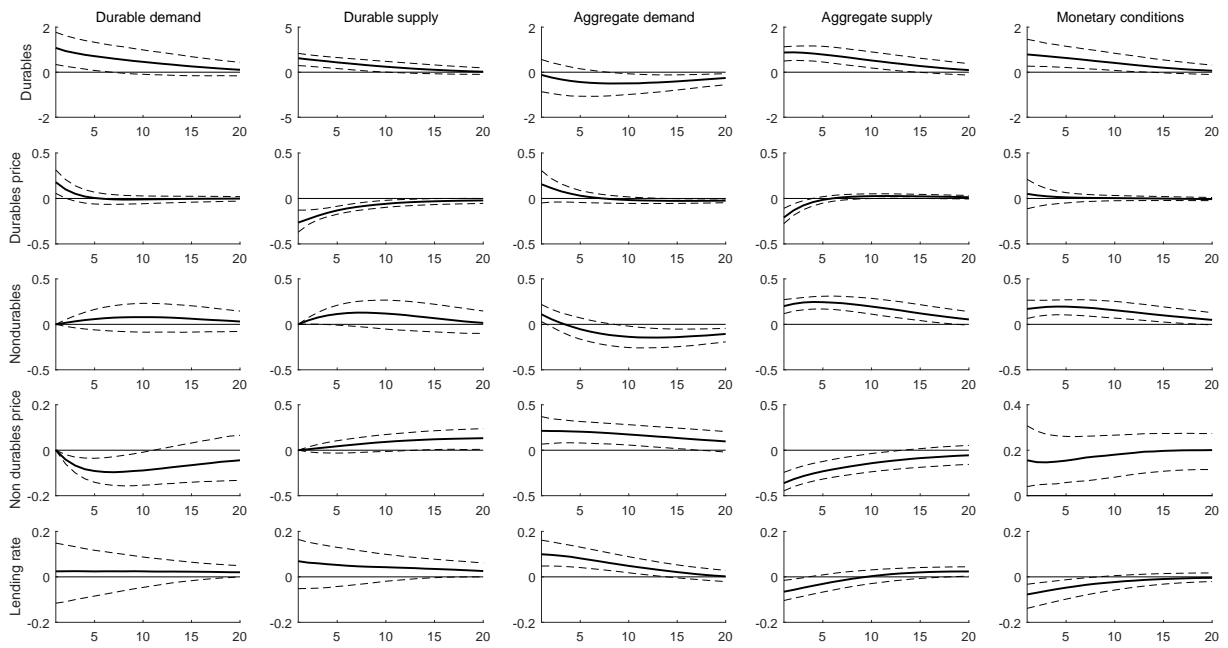 Durable demand Durable supply Aggregate demand Aggregate supply Monetary conditions
Durables
2 5 2 2 2
0 0 0 0 0
-2 -5 -2 -2 -2
5 10 15 20 5 10 15 20 5 10 15 20 5 10 15 20 5 10 15 20
Durables price
0.5 0.5 0.5 0.5 0.5
0 0 0 0 0
-0.5 -0.5 -0.5 -0.5 -0.5
5 10 15 20 5 10 15 20 5 10 15 20 5 10 15 20 5 10 15 20
Nondurables
0.5 0.5 0.5 0.5 0.5
0 0 0 0 0
-0.5 -0.5 -0.5 -0.5 -0.5
5 10 15 20 5 10 15 20 5 10 15 20 5 10 15 20 5 10 15 20
Non durables price
0.2 0.5 0.5 0.5 0.4
0 0 0 0 0.2
-0.2 -0.5 -0.5 -0.5 0
5 10 15 20 5 10 15 20 5 10 15 20 5 10 15 20 5 10 15 20
Lending rate
0.2 0.2 0.2 0.2 0.2
0 0 0 0 0
-0.2 -0.2 -0.2 -0.2 -0.2
5 10 15 20 5 10 15 20 5 10 15 20 5 10 15 20 5 10 15 20